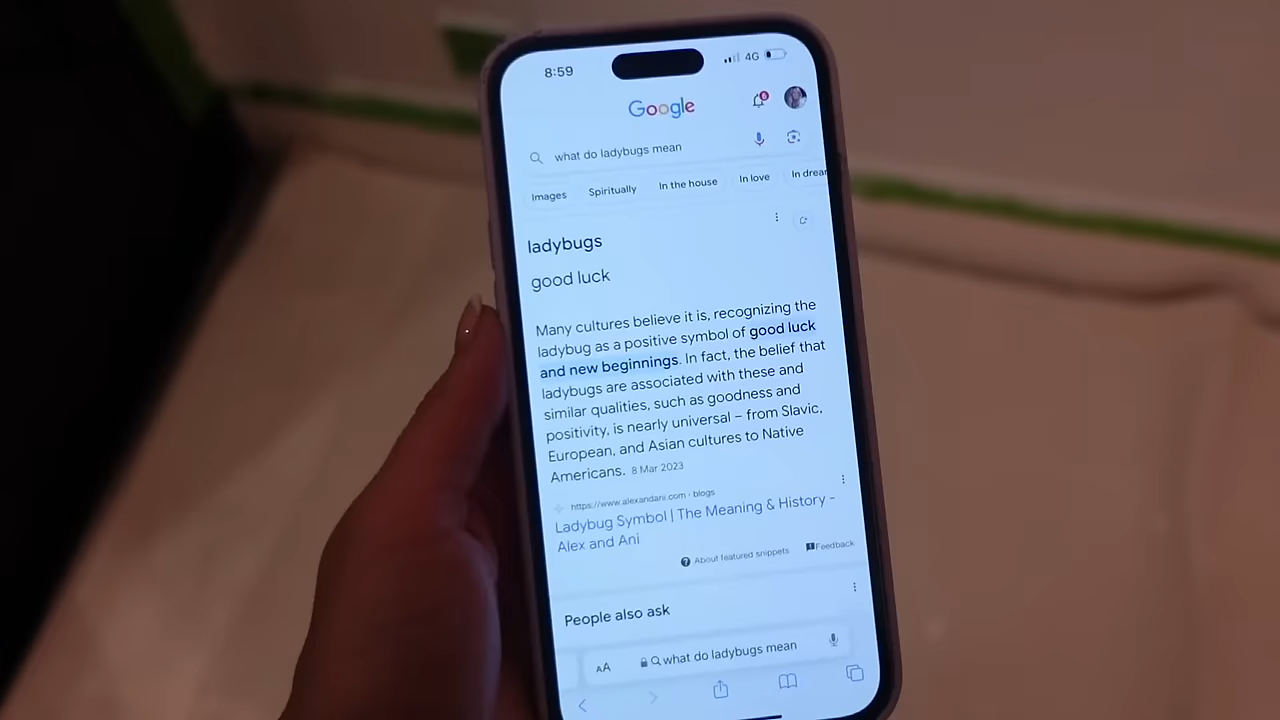 8:59
4G
Google
6
what do ladybugs mean
Images Spiritually In the house In love In drea
ladybugs
good luck
Many cultures believe it is, recognizing the
ladybug as a positive symbol of good luck
and new beginnings. In fact, the belief that
ladybugs are associated with these and
similar qualities, such as goodness and
positivity, is nearly universal – from Slavic,
European, and Asian cultures to Native
Americans. 8 Mar 2023
https://www.alexandani.com › blogs
Ladybug Symbol | The Meaning & History -
Alex and Ani
About featured snippets Feedback
People also ask
AA what do ladybugs mean